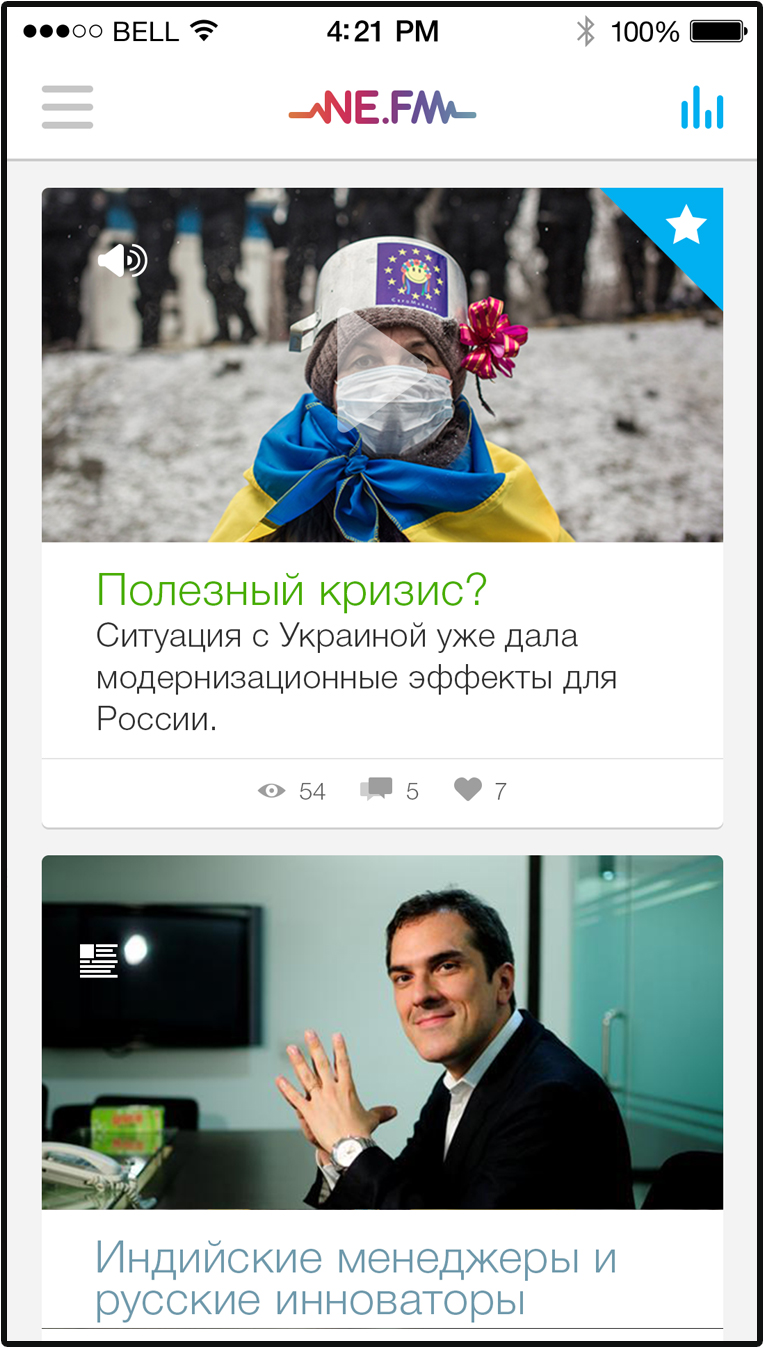 BELL 4:21 PM 100%
NE.FM
Полезный кризис?
Ситуация с Украиной уже дала
модернизационные эффекты для
России.
54 5 7
Индийские менеджеры и
русские инноваторы